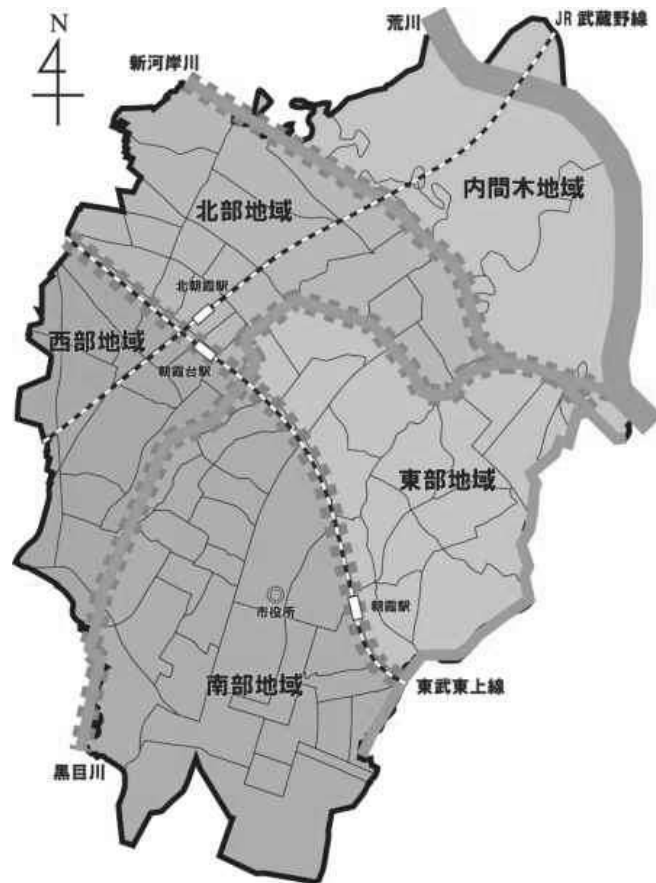 N
荒川
JR 武蔵野線
新河岸川
内間木地域
北部地域
北朝霞駅
西部地域
朝霞台駅
東部地域
市役所
朝霞駅
南部地域
東武東上線
黒目川